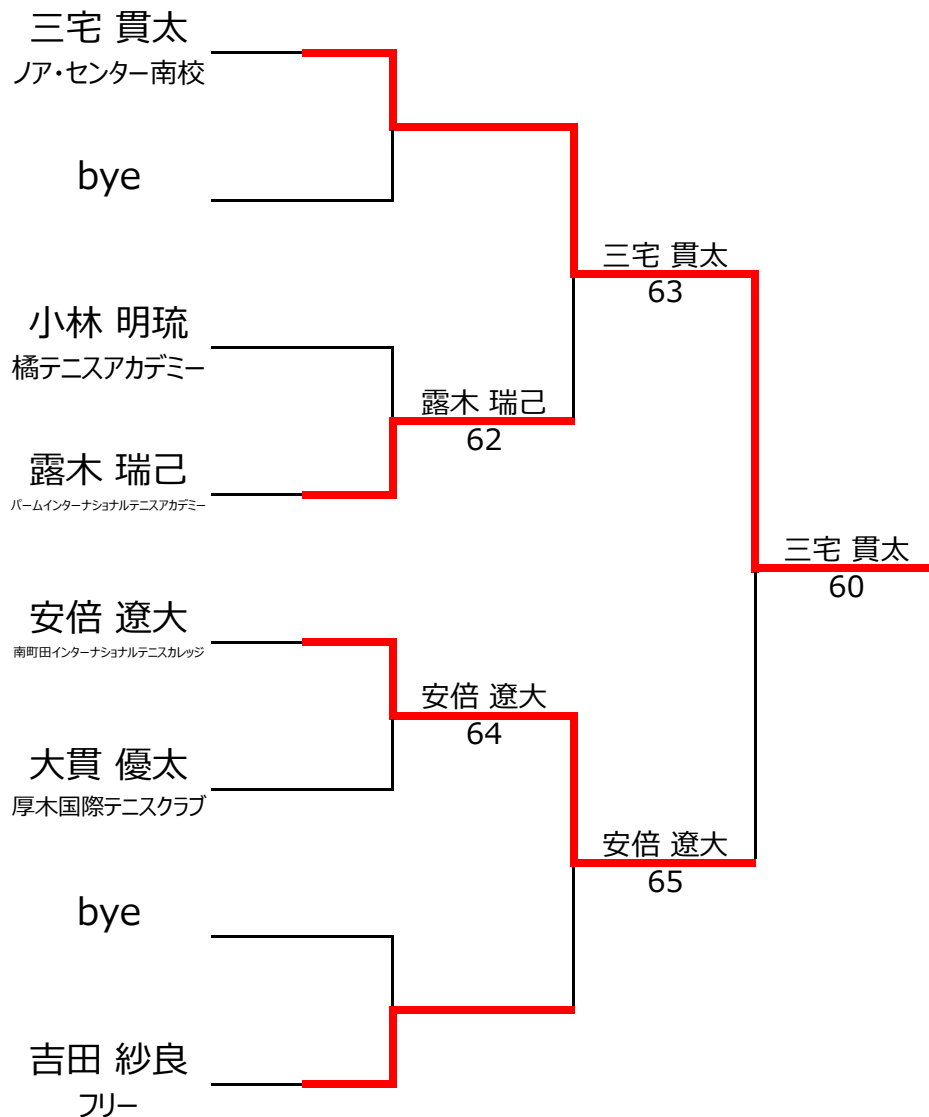 三宅 貫太
ノア・センター南校
bye
三宅 貫太
63
小林 明琉
橘テニスアカデミー
露木 瑞己
62
露木 瑞己
パームインターナショナルテニスアカデミー
三宅 貫太
60
安倍 遼大
南町田インターナショナルテニスカレッジ
安倍 遼大
64
大貫 優太
厚木国際テニスクラブ
安倍 遼大
65
bye
吉田 紗良
フリー